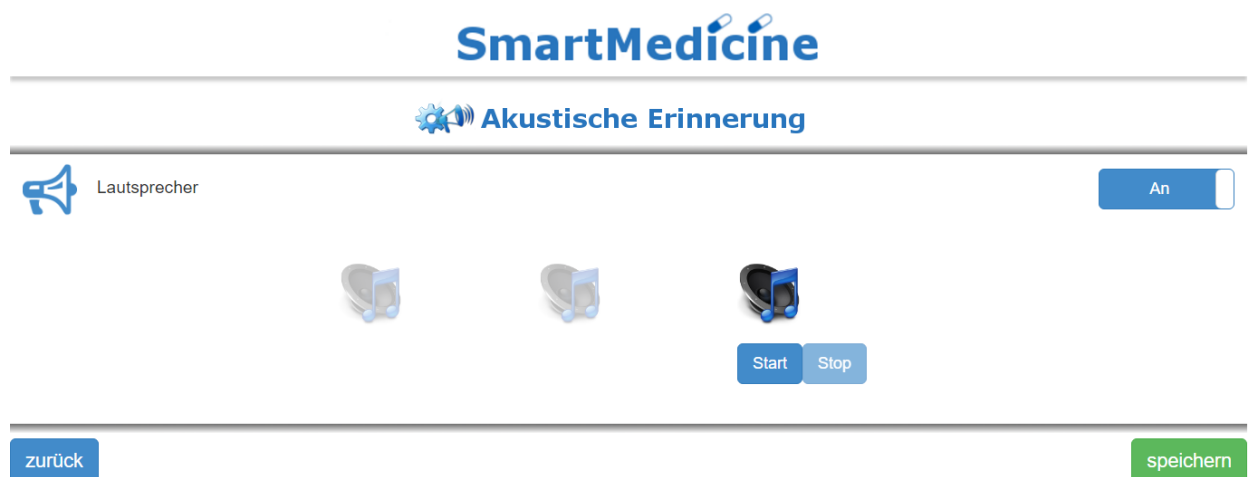 SmartMedicine
Akustische Erinnerung
Lautsprecher
An
Start Stop
zurück speichern